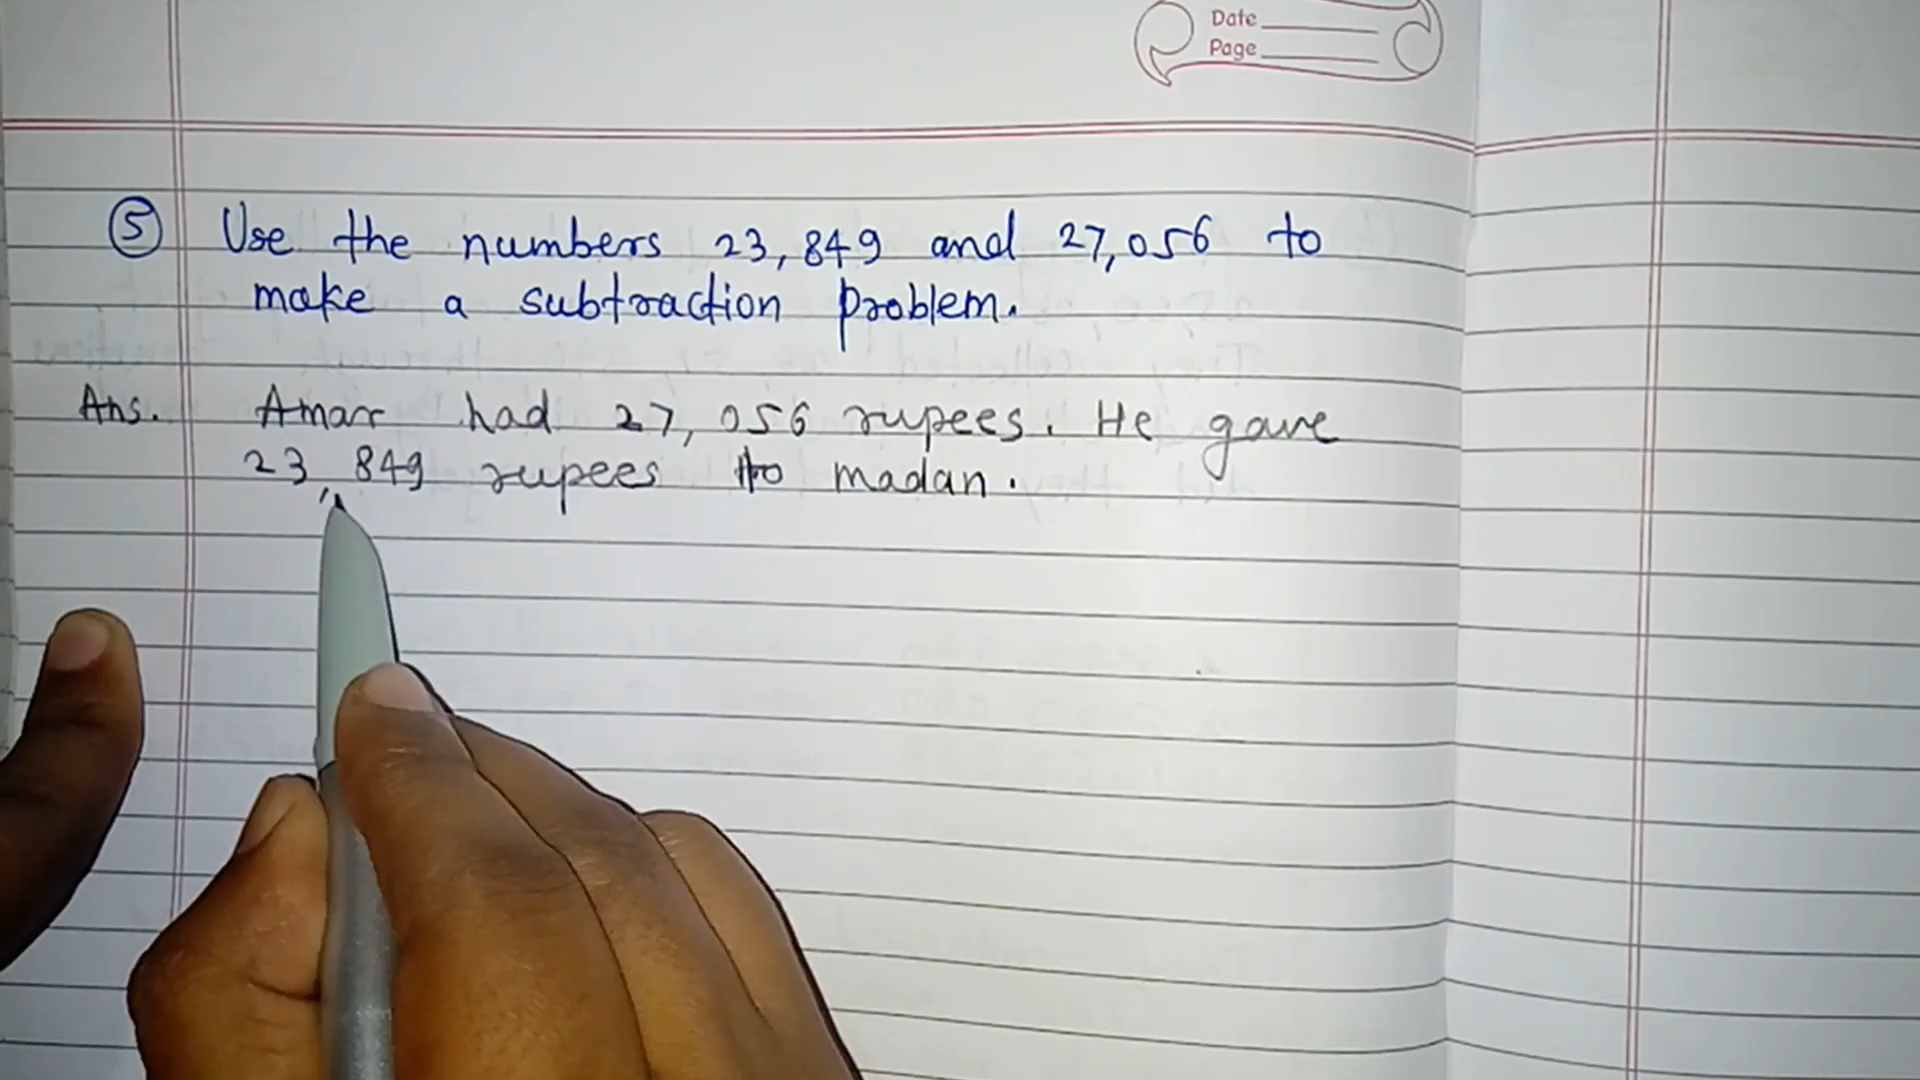 Date
Page
5 Use the numbers 23,849 and 27,056 to
make a subtraction problem.
Ans. Amar had 27,056 rupees. He gave
23,849 rupees to madan.